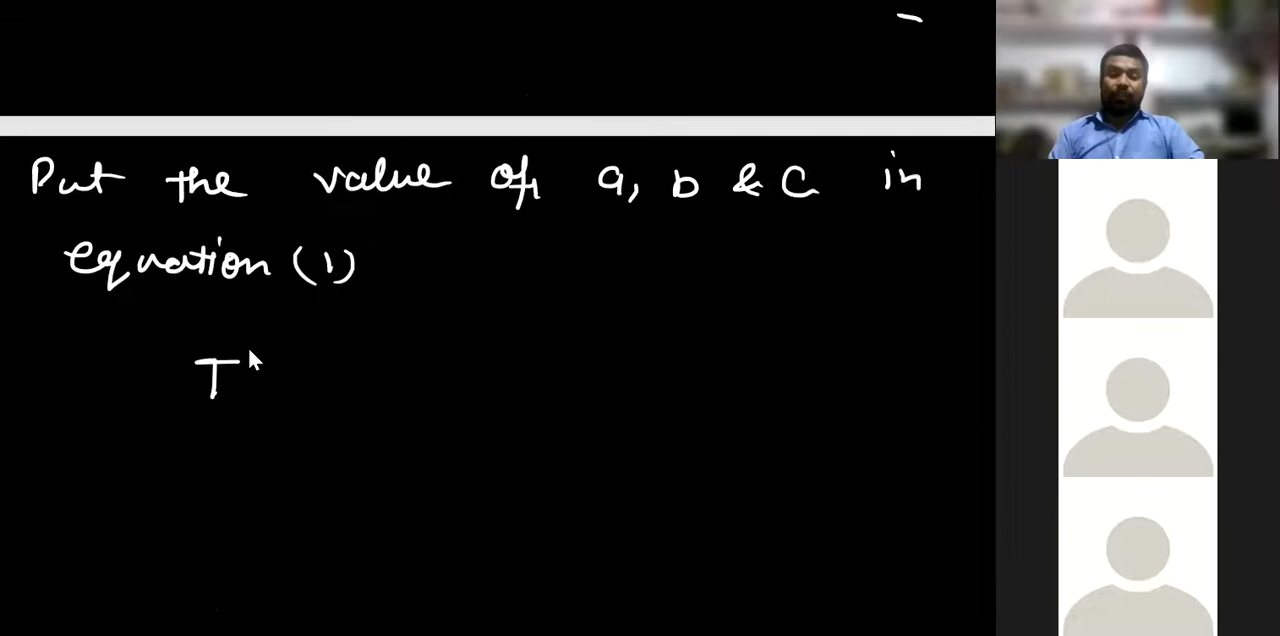 Put the value of a, b & c in
equation (1)
T